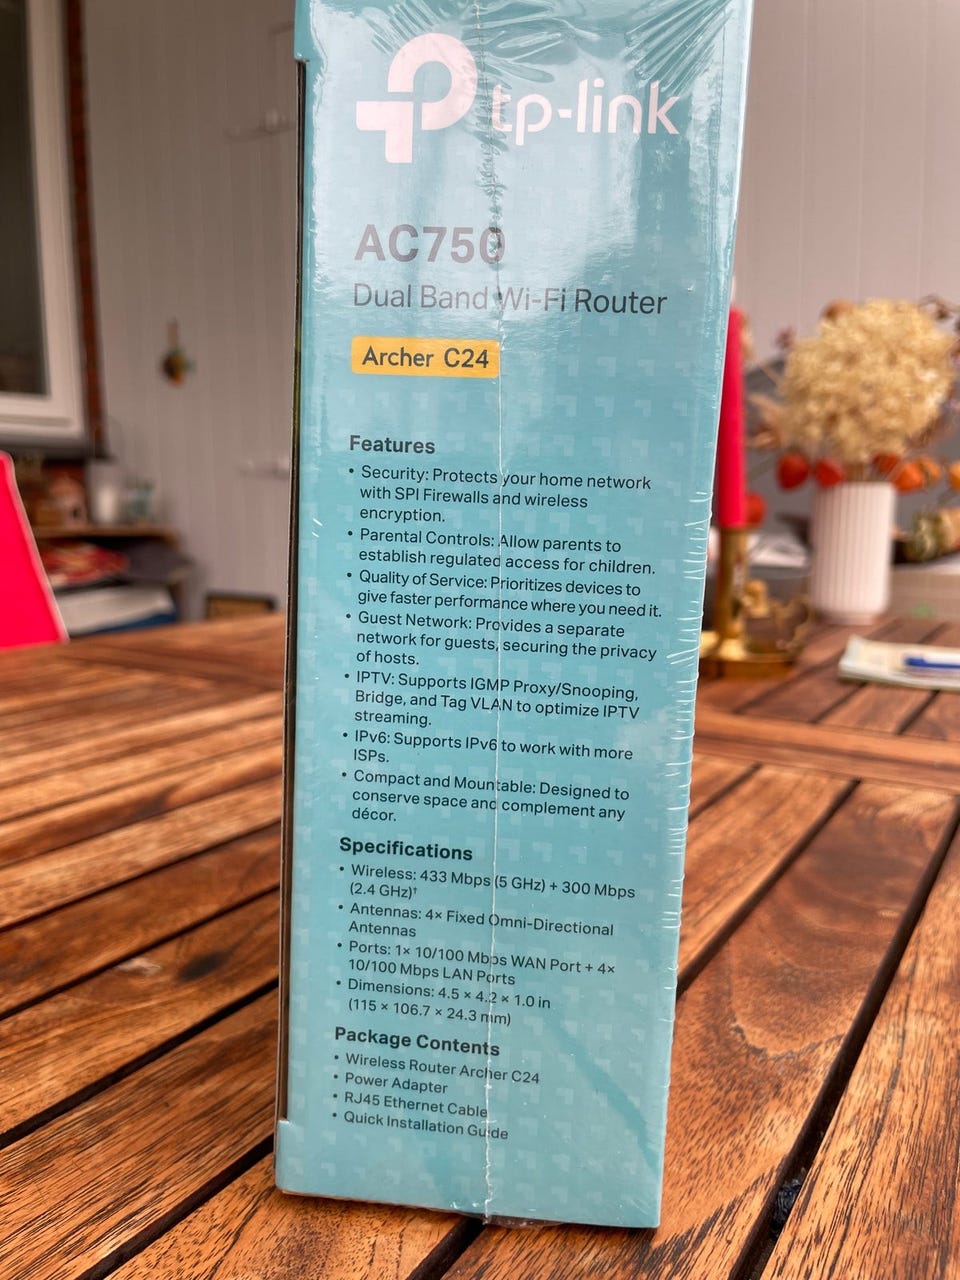 tp-link
AC750
Dual Band Wi-Fi Router
Archer C24
Features
• Security: Protects your home network
with SPI Firewalls and wireless
encryption.
• Parental Controls: Allow parents to
establish regulated access for children.
• Quality of Service: Prioritizes devices to
give faster performance where you need it.
• Guest Network: Provides a separate
network for guests, securing the privacy
of hosts.
• IPTV: Supports IGMP Proxy/Snooping,
Bridge, and Tag VLAN to optimize IPTV
streaming.
• IPv6: Supports IPv6 to work with more
ISPs.
• Compact and Mountable: Designed to
conserve space and complement any
décor.
Specifications
• Wireless: 433 Mbps (5 GHz) + 300 Mbps
(2.4 GHz)†
• Antennas: 4× Fixed Omni-Directional
Antennas
• Ports: 1× 10/100 Mbps WAN Port + 4×
10/100 Mbps LAN Ports
• Dimensions: 4.5 × 4.2 × 1.0 in
(115 × 106.7 × 24.3 mm)
Package Contents
• Wireless Router Archer C24
• Power Adapter
• RJ45 Ethernet Cable
• Quick Installation Guide